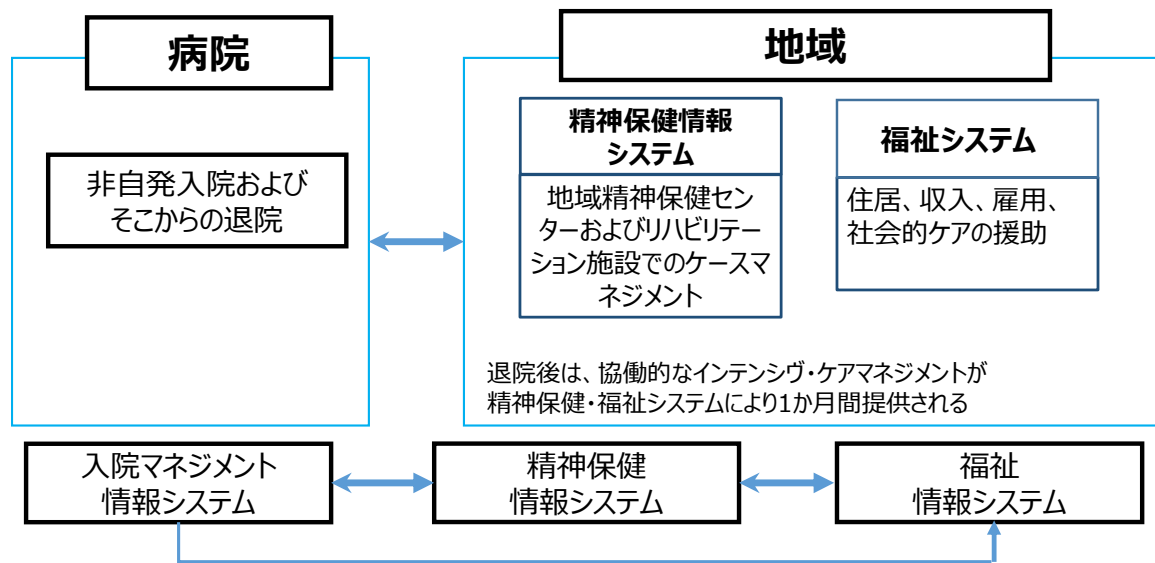 病院
地域
非自発入院および
そこからの退院
精神保健情報
システム
地域精神保健セン
ターおよびリハビリテー
ション施設でのケースマ
ネジメント
福祉システム
住居、収入、雇用、
社会的ケアの援助
退院後は、協働的なインテンシヴ・ケアマネジメントが
精神保健・福祉システムにより1か月間提供される
入院マネジメント
情報システム
精神保健
情報システム
福祉
情報システム